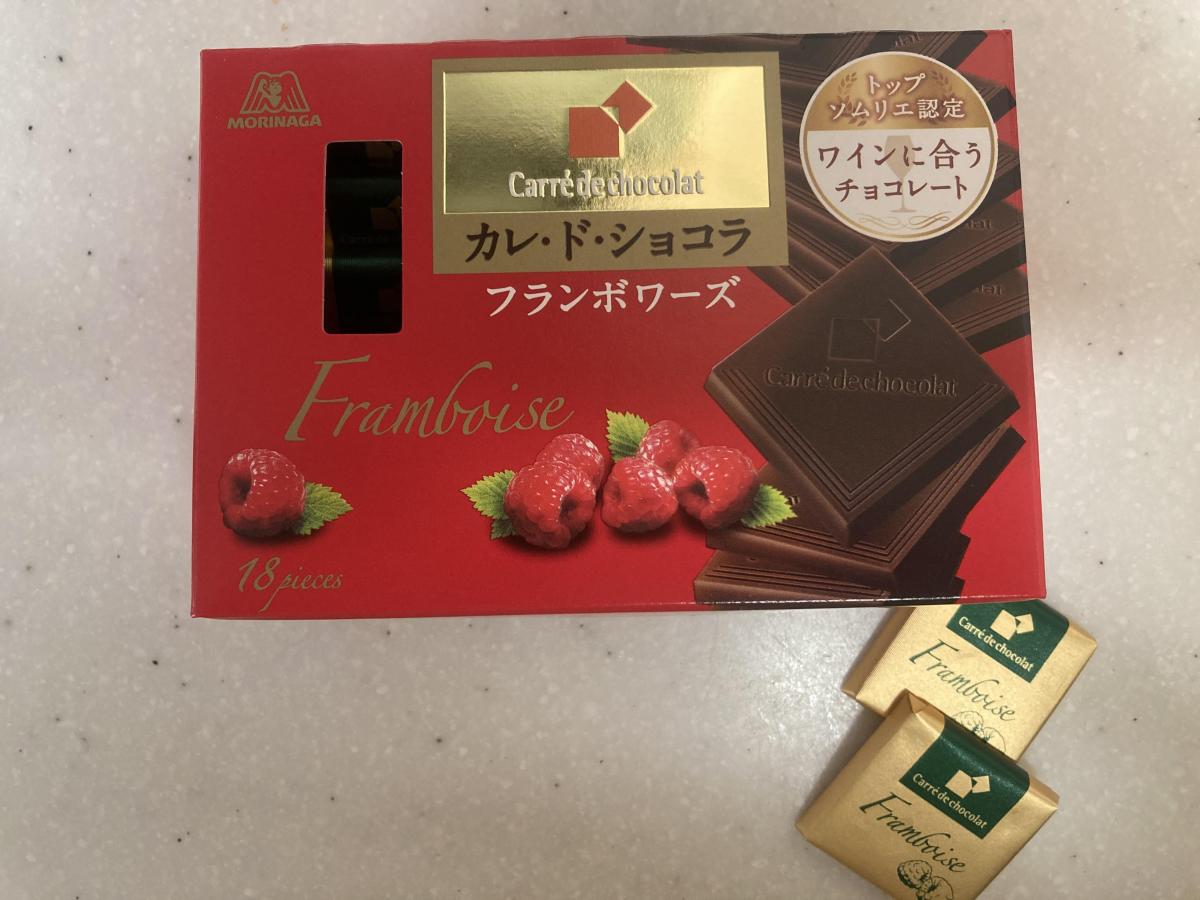 MORINAGA
Carré de chocolat
カレ・ド・ショコラ
フランボワーズ
トップ
ソムリエ認定
ワインに合う
チョコレート
Carré de chocolat
Framboise
18 pieces
Carré de chocolat
Framboise
Carré de chocolat
Framboise